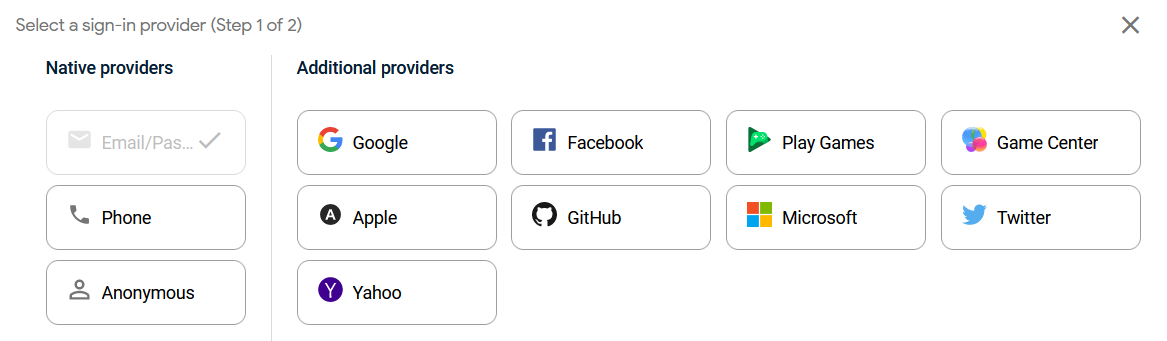 Select a sign-in provider (Step 1 of 2)
Native providers
Additional providers
Email/Pas...
Google
Facebook
Play Games
Game Center
Phone
Apple
GitHub
Microsoft
Twitter
Anonymous
Yahoo